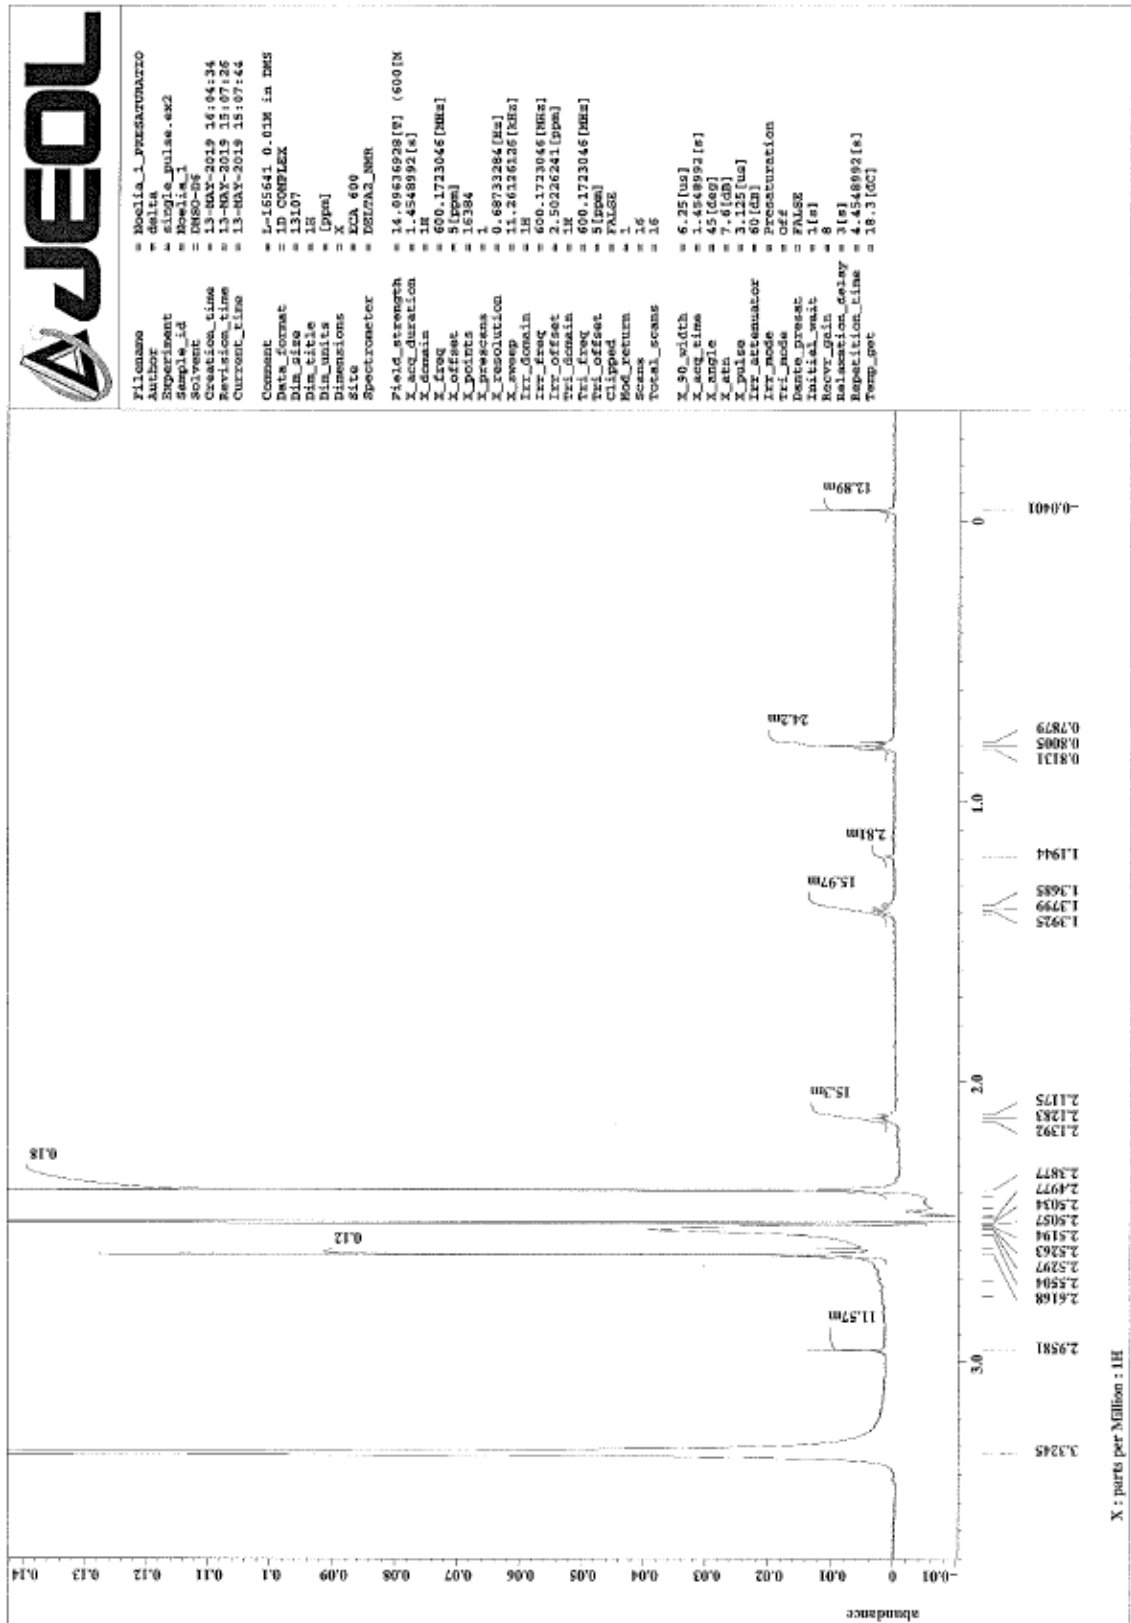 JEOL
Filename = Noelia_1_PRESATURATIO
Author = delta
Experiment = single_pulse.ex2
Sample_id = Noelia_1
Solvent = DMSO-D6
Creation_time = 13-MAY-2019 16:04:34
Revision_time = 13-MAY-2019 15:07:26
Current_time = 13-MAY-2019 15:07:44
Comment = L-165641 0.01M in DMS
Data_format = 1D COMPLEX
Dim_size = 13107
Dim_title = 1H
Dim_units = [ppm]
Dimensions = X
Site = ECA 600
Spectrometer = DELTA2_NMR
Field_strength = 14.09636928[T] (600[M
X_acq_duration = 1.4548992[s]
X_domain = 1H
X_freq = 600.1723046[MHz]
X_offset = 5[ppm]
X_points = 16384
X_prescans = 1
X_resolution = 0.68733284[Hz]
X_sweep = 11.26126126[kHz]
Irr_domain = 1H
Irr_freq = 600.1723046[MHz]
Irr_offset = 2.50226241[ppm]
Tri_domain = 1H
Tri_freq = 600.1723046[MHz]
Tri_offset = 5[ppm]
Clipped = FALSE
Mod_return = 1
Scans = 16
Total_scans = 16
X_90_width = 6.25[us]
X_acq_time = 1.4548992[s]
X_angle = 45[deg]
X_atn = 7.6[dB]
X_pulse = 3.125[us]
Irr_attenuator = 60[dB]
Irr_mode = Presaturation
Tri_mode = Off
Dante_presat = FALSE
Initial_wait = 1[s]
Recvr_gain = 8
Relaxation_delay = 3[s]
Repetition_time = 4.4548992[s]
Temp_get = 18.3[dC]
abundance
0.14 0.13 0.12 0.11 0.1 0.09 0.08 0.07 0.06 0.05 0.04 0.03 0.02 0.01 0 -0.01
11.57m
0.12
0.18
15.3m
15.97m
2.81m
24.2m
12.89m
3.0 2.0 1.0 0
3.3245
2.9581
2.6168
2.5504
2.5297
2.5263
2.5194
2.5057
2.5034
2.4977
2.3877
2.1392
2.1283
2.1175
1.3925
1.3799
1.3685
1.1944
0.8131
0.8005
0.7879
-0.0401
X : parts per Million : 1H